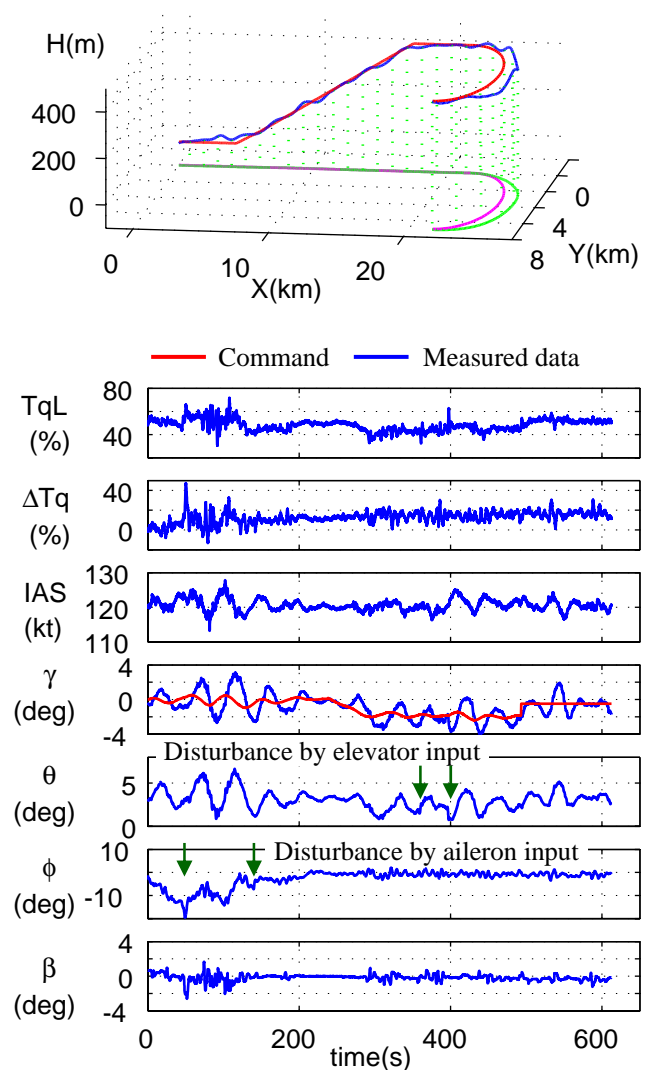 H(m)
400
200
0
0
10
20
X(km)
0
4
8
Y(km)
Command Measured data
TqL
(%)
80
40
ΔTq
(%)
40
0
IAS
(kt)
130
120
110
γ
(deg)
4
0
-4
Disturbance by elevator input
θ
(deg)
5
0
Disturbance by aileron input
ϕ
(deg)
10
-10
β
(deg)
4
0
-4
0 200 400 600
time(s)